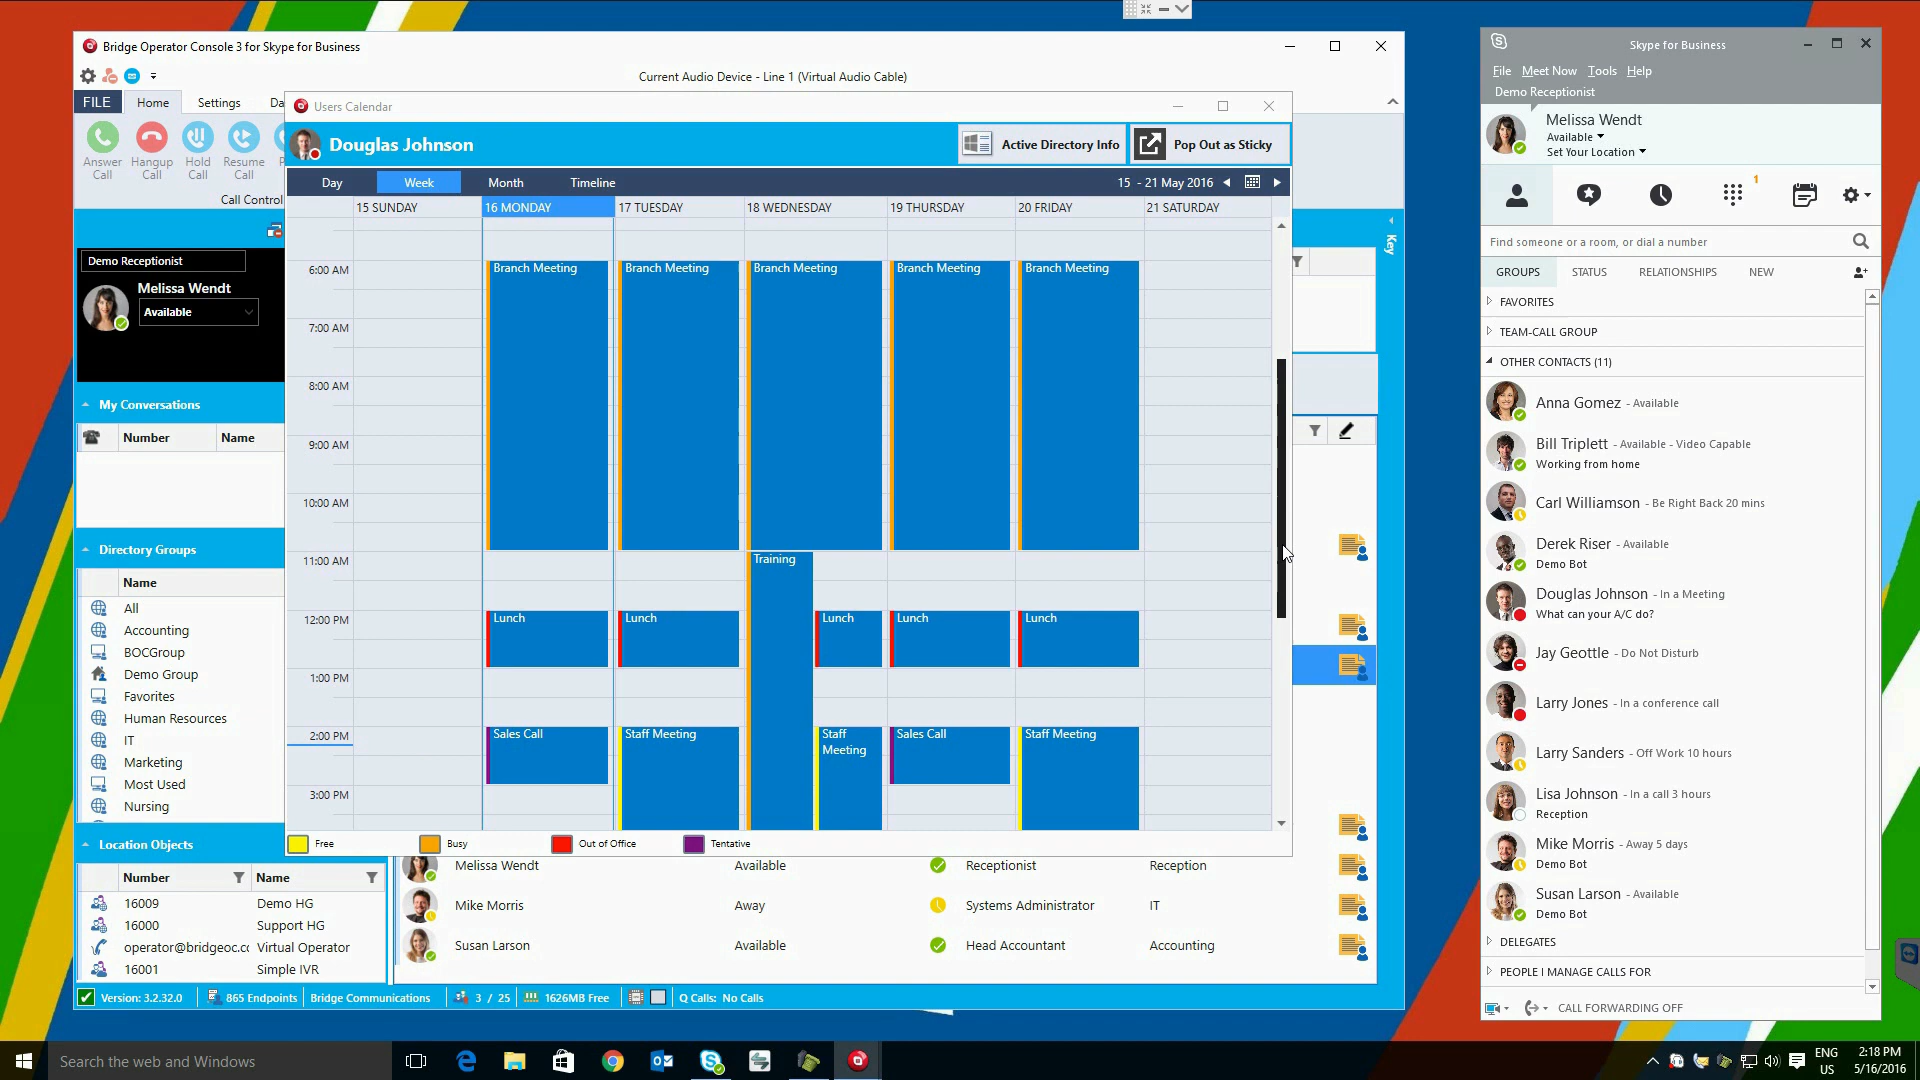 Bridge Operator Console 3 for Skype for Business
Current Audio Device - Line 1 (Virtual Audio Cable)
FILE Home Settings Da
Answer Call
Hangup Call
Hold Call
Resume Call
Call Control
Demo Receptionist
Melissa Wendt
Available
My Conversations
Number Name
Directory Groups
Name
All
Accounting
BOCGroup
Demo Group
Favorites
Human Resources
IT
Marketing
Most Used
Nursing
Location Objects
Number Name
16009 Demo HG
16000 Support HG
operator@bridgeoc.cc Virtual Operator
16001 Simple IVR
Users Calendar
Douglas Johnson
Active Directory Info
Pop Out as Sticky
Day Week Month Timeline
15 - 21 May 2016
15 SUNDAY 16 MONDAY 17 TUESDAY 18 WEDNESDAY 19 THURSDAY 20 FRIDAY 21 SATURDAY
6:00 AM Branch Meeting Branch Meeting Branch Meeting Branch Meeting Branch Meeting
7:00 AM
8:00 AM
9:00 AM
10:00 AM
11:00 AM Training
12:00 PM Lunch Lunch Lunch Lunch Lunch
1:00 PM
2:00 PM Sales Call Staff Meeting Staff Meeting Sales Call Staff Meeting
3:00 PM
Free Busy Out of Office Tentative
Key
Melissa Wendt Available Receptionist Reception
Mike Morris Away Systems Administrator IT
Susan Larson Available Head Accountant Accounting
Version: 3.2.32.0 865 Endpoints Bridge Communications 3 / 25 1626MB Free Q Calls: No Calls
Skype for Business
File Meet Now Tools Help
Demo Receptionist
Melissa Wendt
Available
Set Your Location
1
Find someone or a room, or dial a number
GROUPS STATUS RELATIONSHIPS NEW
FAVORITES
TEAM-CALL GROUP
OTHER CONTACTS (11)
Anna Gomez - Available
Bill Triplett - Available - Video Capable
Working from home
Carl Williamson - Be Right Back 20 mins
Derek Riser - Available
Demo Bot
Douglas Johnson - In a Meeting
What can your A/C do?
Jay Geottle - Do Not Disturb
Larry Jones - In a conference call
Larry Sanders - Off Work 10 hours
Lisa Johnson - In a call 3 hours
Reception
Mike Morris - Away 5 days
Demo Bot
Susan Larson - Available
Demo Bot
DELEGATES
PEOPLE I MANAGE CALLS FOR
CALL FORWARDING OFF
Search the web and Windows
ENG
US
2:18 PM
5/16/2016